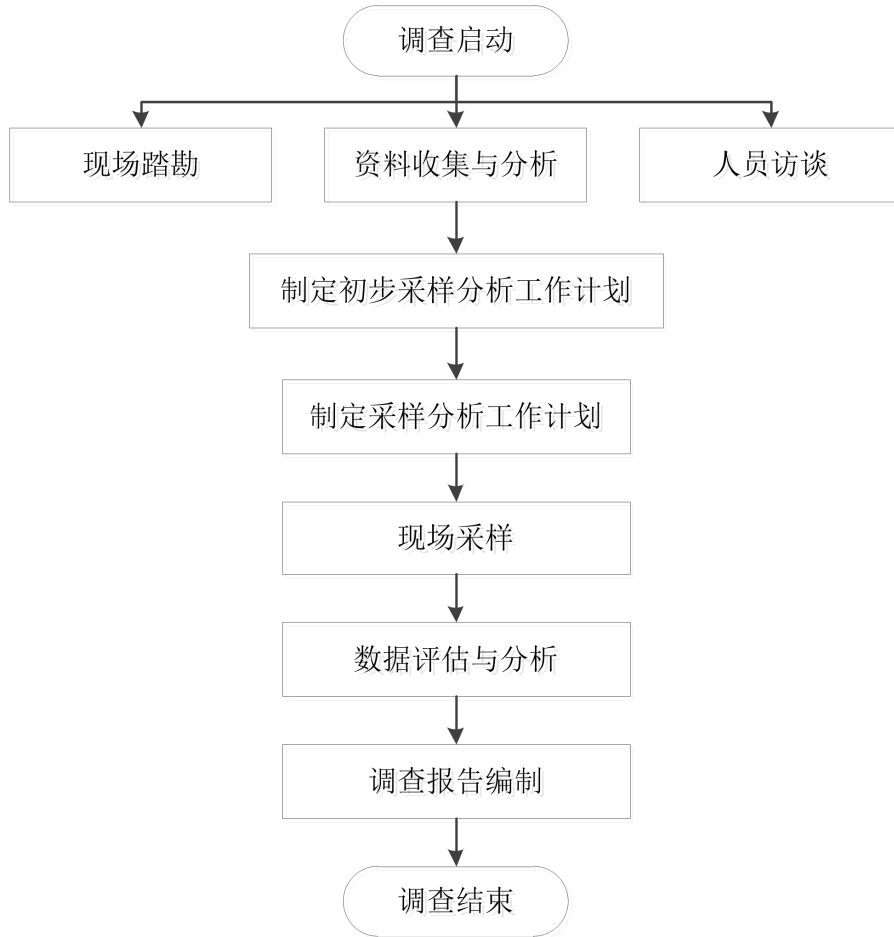 调查启动
现场踏勘
资料收集与分析
人员访谈
制定初步采样分析工作计划
制定采样分析工作计划
现场采样
数据评估与分析
调查报告编制
调查结束